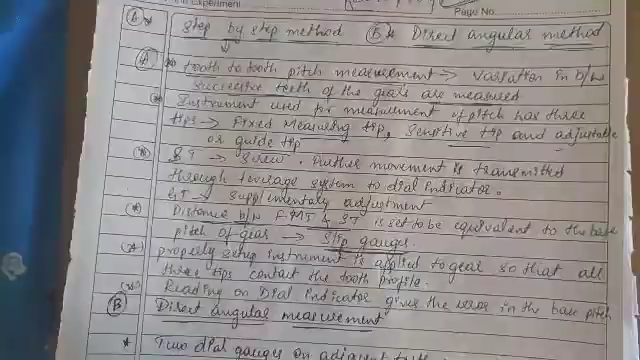 Experiment
Page No.
(A) * Step by step method (B) * Direct angular method
(A) * tooth to tooth pitch measurement → Variation in b/w
successive teeth of the gears are measured
* Instrument used for measurement of pitch has three
tips → Fixed measuring tip, Sensitive tip and adjustable
or guide tip
* ST → Screw. Further movement is transmitted
through leverage system to dial indicator.
GT → Supplementary adjustment
* Distance b/w F.M.T & ST is set to be equivalent to the base
pitch of gear → Slip gauges.
* properly setup instrument is applied to gear so that all
three tips contact the tooth profile.
* Reading on Dial indicator gives the error in the base pitch
(B) Direct angular measurement
* Two dial gauges on adjacent